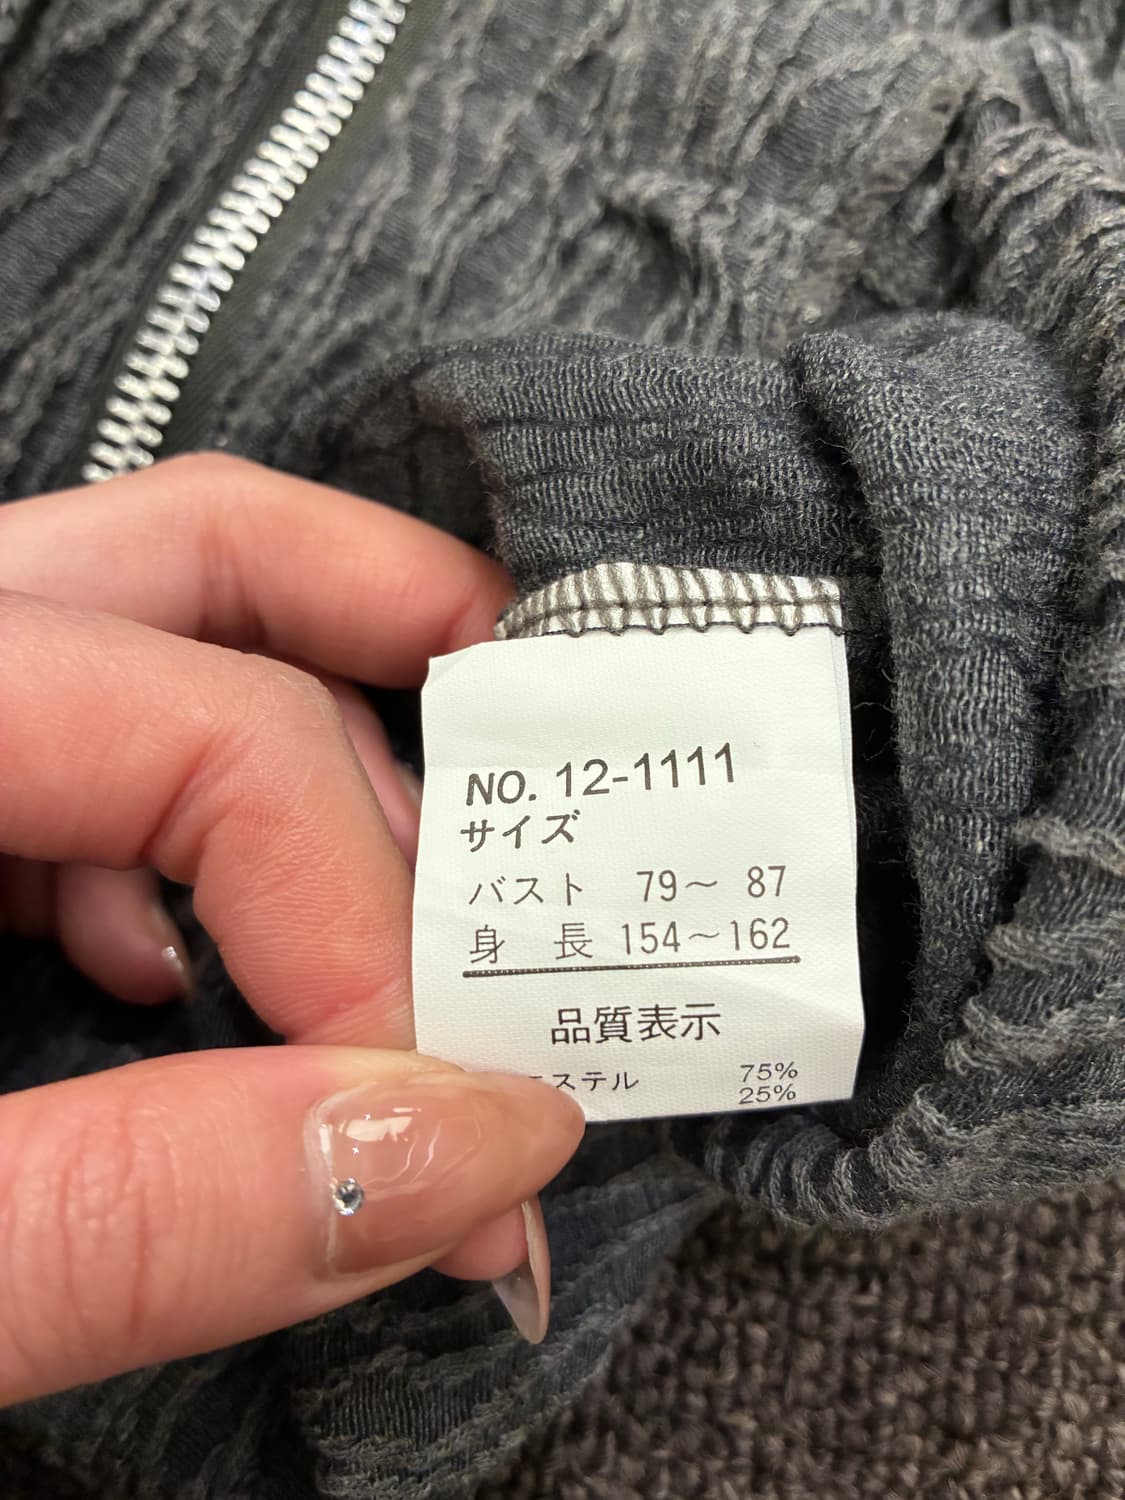 NO. 12-1111
サイズ
バスト 79～ 87
身 長 154～162
品質表示
ステル 75%
25%